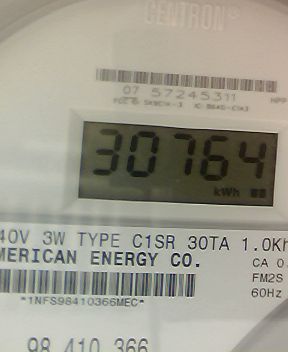 CENTRON®
07 57245311
30764
kWh
40V 3W TYPE C1SR 30TA 1.0Kh
MERICAN ENERGY CO.
CA 0.
FM2S
60Hz
*1NFS98410366MEC*
98 410 366